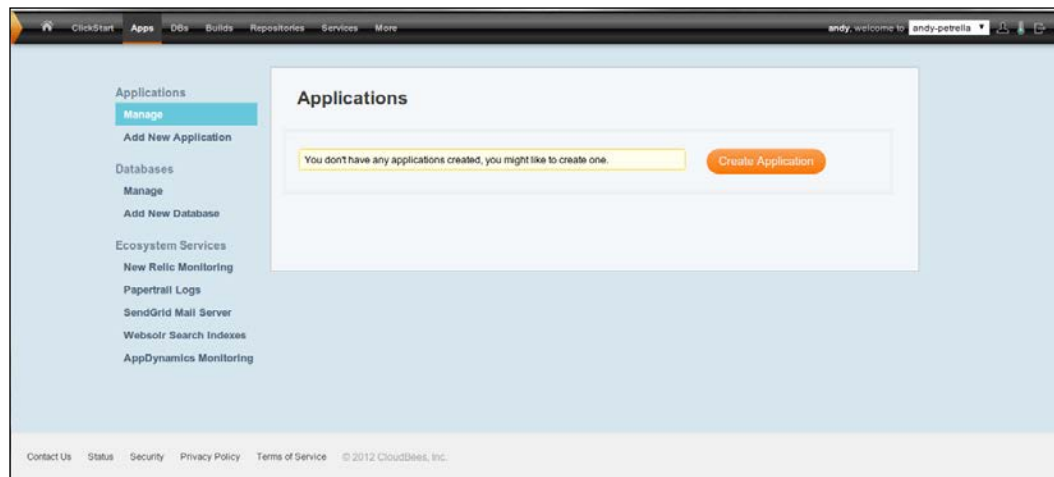 ClickStart Apps DBs Builds Repositories Services More andy, welcome to andy-petrella
Applications
Manage
Add New Application
Databases
Manage
Add New Database
Ecosystem Services
New Relic Monitoring
Papertrail Logs
SendGrid Mail Server
Websolr Search Indexes
AppDynamics Monitoring
Applications
You don't have any applications created, you might like to create one.
Create Application
Contact Us Status Security Privacy Policy Terms of Service © 2012 CloudBees, Inc.